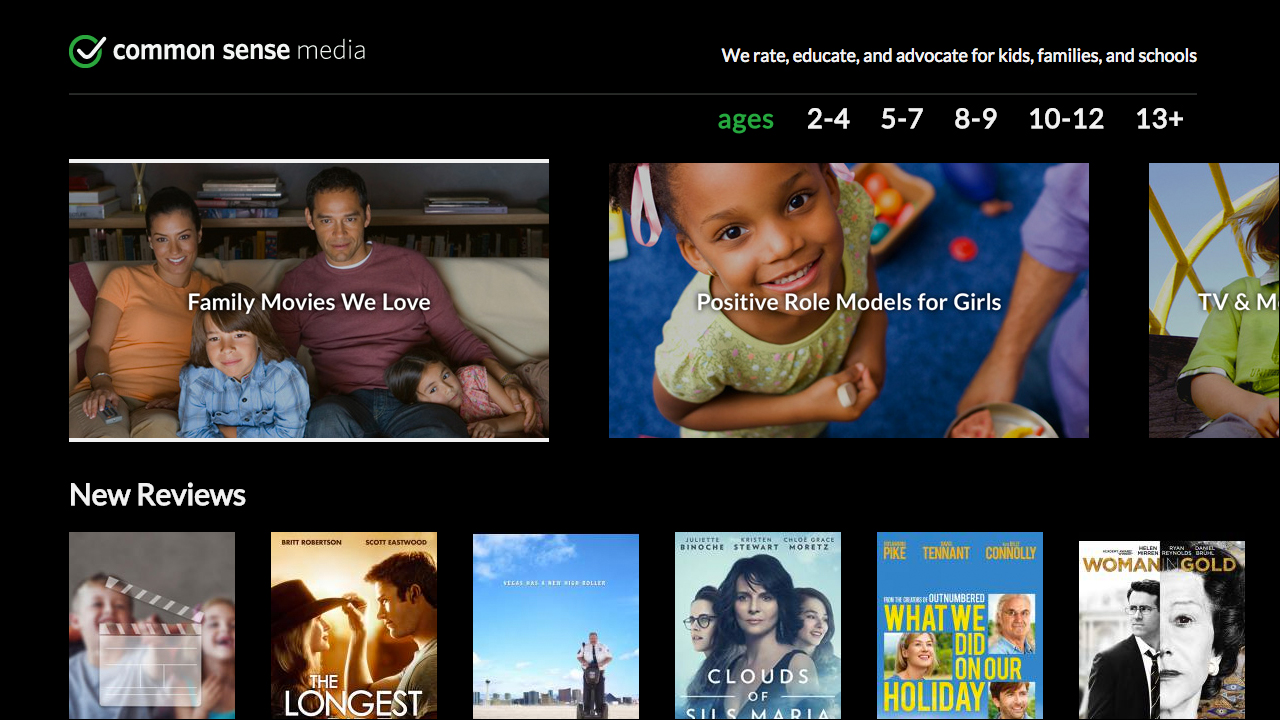 common sense media
We rate, educate, and advocate for kids, families, and schools
ages 2-4 5-7 8-9 10-12 13+
Family Movies We Love
Positive Role Models for Girls
TV & M
New Reviews
BRITT ROBERTSON SCOTT EASTWOOD
THE
LONGEST
VEGAS HAS A NEW HIGH ROLLER
JULIETTE BINOCHE
KRISTEN STEWART
CHLOË GRACE MORETZ
CLOUDS
OF
SILS MARIA
PIKE
TENNANT
CONNOLLY
FROM THE CREATORS OF OUTNUMBERED
WHAT WE
DID
ON OUR
HOLIDAY
HELEN MIRREN
RYAN REYNOLDS
DANIEL BRÜHL
WOMAN IN GOLD